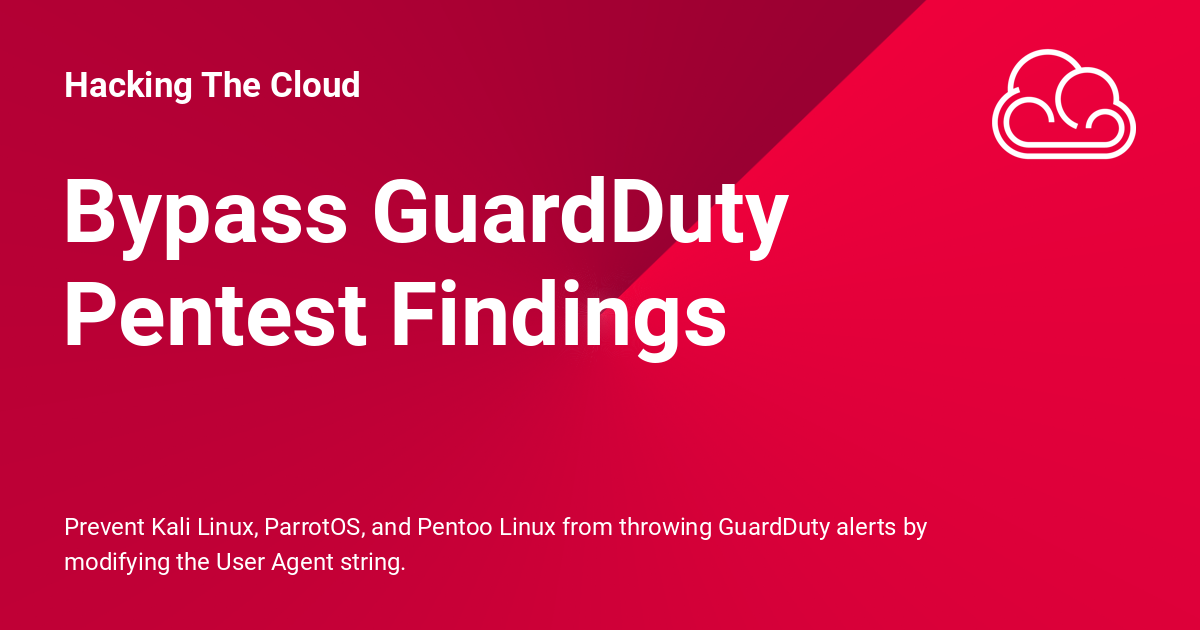 Hacking The Cloud
Bypass GuardDuty
Pentest Findings
Prevent Kali Linux, ParrotOS, and Pentoo Linux from throwing GuardDuty alerts by
modifying the User Agent string.